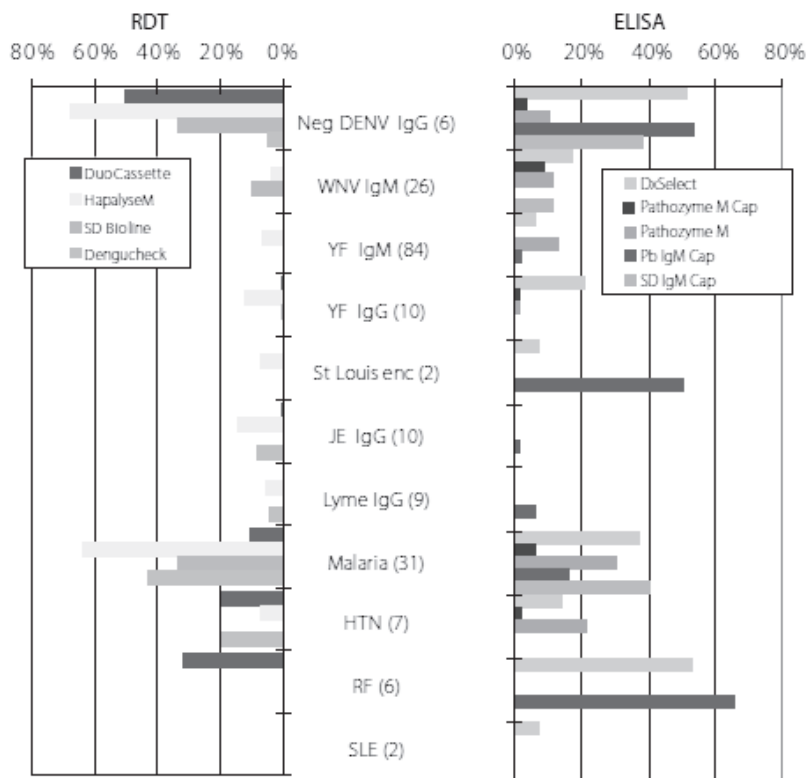 RDT
80% 60% 40% 20% 0%
ELISA
0% 20% 40% 60% 80%
Neg DENV IgG (6)
WNV IgM (26)
YF IgM (84)
YF IgG (10)
St Louis enc (2)
JE IgG (10)
Lyme IgG (9)
Malaria (31)
HTN (7)
RF (6)
SLE (2)
DuoCassette
HapalyseM
SD Bioline
Dengucheck
DxSelect
Pathozyme M Cap
Pathozyme M
Pb IgM Cap
SD IgM Cap